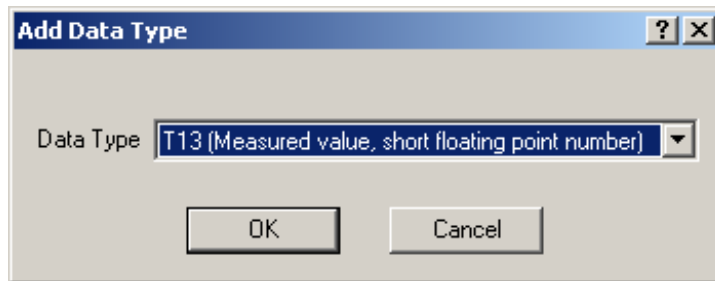 Add Data Type
?
Data Type T13 (Measured value, short floating point number)
OK Cancel